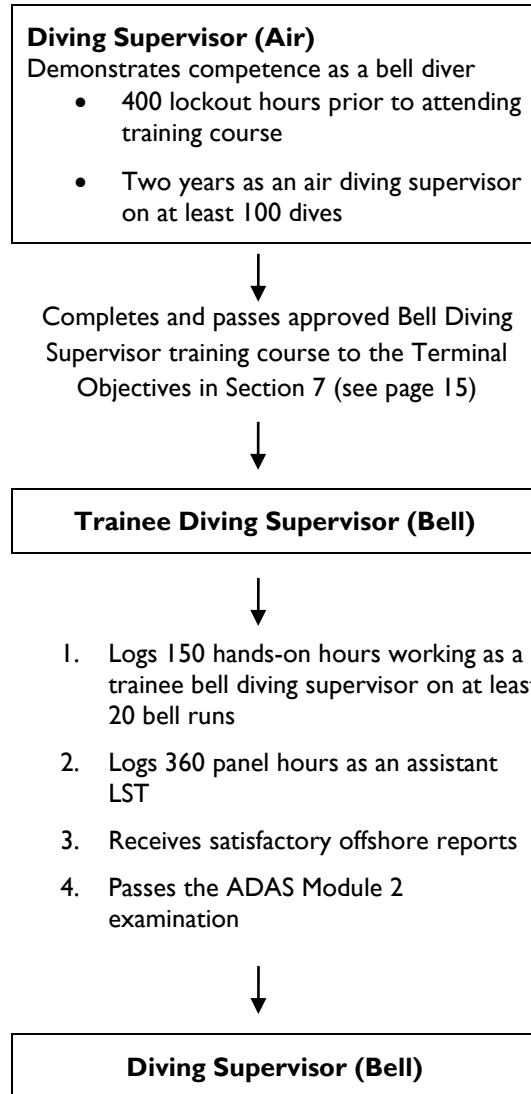 Diving Supervisor (Air)
Demonstrates competence as a bell diver
• 400 lockout hours prior to attending
training course
• Two years as an air diving supervisor
on at least 100 dives
Completes and passes approved Bell Diving
Supervisor training course to the Terminal
Objectives in Section 7 (see page 15)
Trainee Diving Supervisor (Bell)
1. Logs 150 hands-on hours working as a
trainee bell diving supervisor on at least
20 bell runs
2. Logs 360 panel hours as an assistant
LST
3. Receives satisfactory offshore reports
4. Passes the ADAS Module 2
examination
Diving Supervisor (Bell)